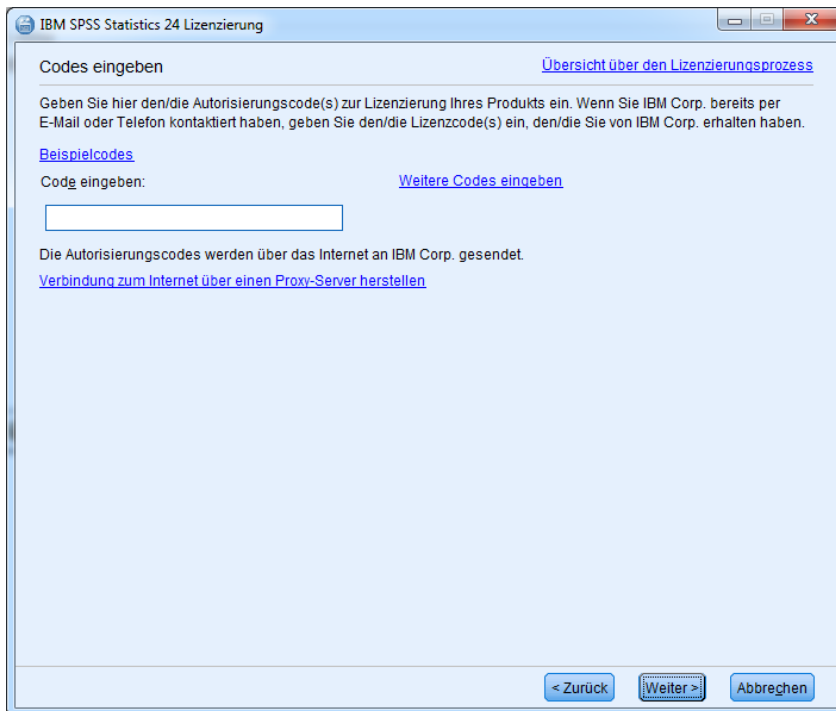 IBM SPSS Statistics 24 Lizenzierung
Codes eingeben
Übersicht über den Lizenzierungsprozess
Geben Sie hier den/die Autorisierungscode(s) zur Lizenzierung Ihres Produkts ein. Wenn Sie IBM Corp. bereits per
E-Mail oder Telefon kontaktiert haben, geben Sie den/die Lizenzcode(s) ein, den/die Sie von IBM Corp. erhalten haben.
Beispielcodes
Code eingeben:
Weitere Codes eingeben
Die Autorisierungscodes werden über das Internet an IBM Corp. gesendet.
Verbindung zum Internet über einen Proxy-Server herstellen
< Zurück
Weiter >
Abbrechen